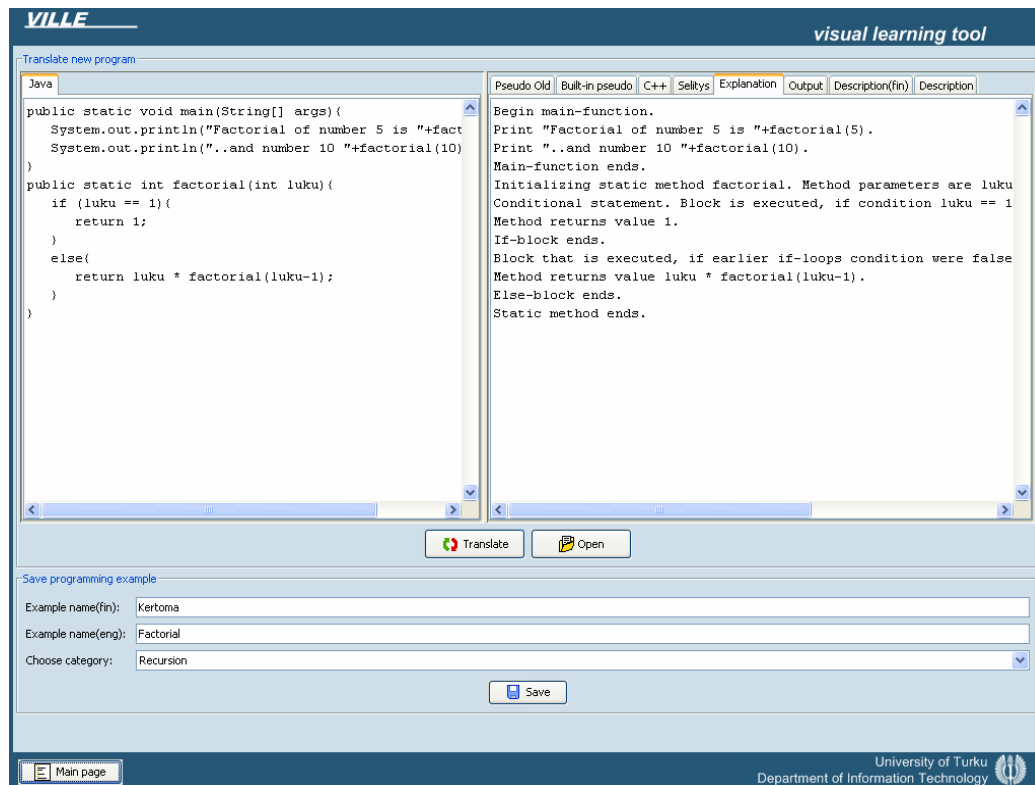 VILLE
visual learning tool
Translate new program
Java
public static void main(String[] args){
System.out.println("Factorial of number 5 is "+fact
System.out.println("..and number 10 "+factorial(10)
}
public static int factorial(int luku){
if (luku == 1){
return 1;
}
else{
return luku * factorial(luku-1);
}
}
Pseudo Old Built-in pseudo C++ Selitys Explanation Output Description(fin) Description
Begin main-function.
Print "Factorial of number 5 is "+factorial(5).
Print "..and number 10 "+factorial(10).
Main-function ends.
Initializing static method factorial. Method parameters are luku
Conditional statement. Block is executed, if condition luku == 1
Method returns value 1.
If-block ends.
Block that is executed, if earlier if-loops condition were false
Method returns value luku * factorial(luku-1).
Else-block ends.
Static method ends.
Translate Open
Save programming example
Example name(fin): Kertoma
Example name(eng): Factorial
Choose category: Recursion
Save
Main page
University of Turku
Department of Information Technology